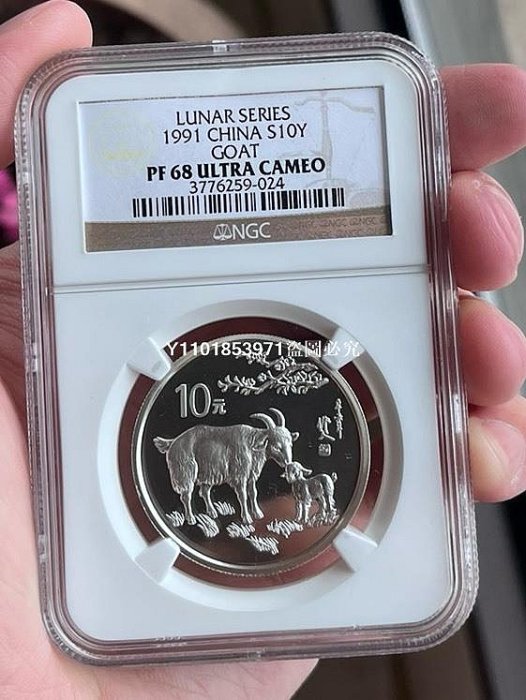 LUNAR SERIES
1991 CHINA S10Y
GOAT
PF 68 ULTRA CAMEO
3776259-024
NGC
Y1101853971盜圖必究
10元